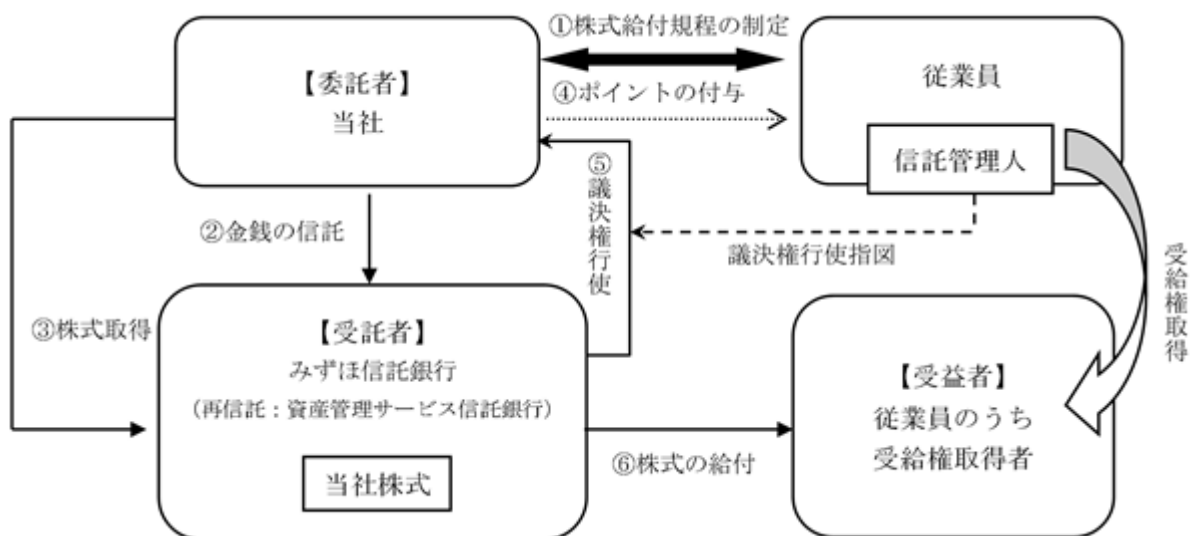 ①株式給付規程の制定
【委託者】
当社
④ポイントの付与
従業員
信託管理人
②金銭の信託
⑤議決権行使
議決権行使指図
受給権取得
③株式取得
【受託者】
みずほ信託銀行
（再信託：資産管理サービス信託銀行）
当社株式
⑥株式の給付
【受益者】
従業員のうち
受給権取得者